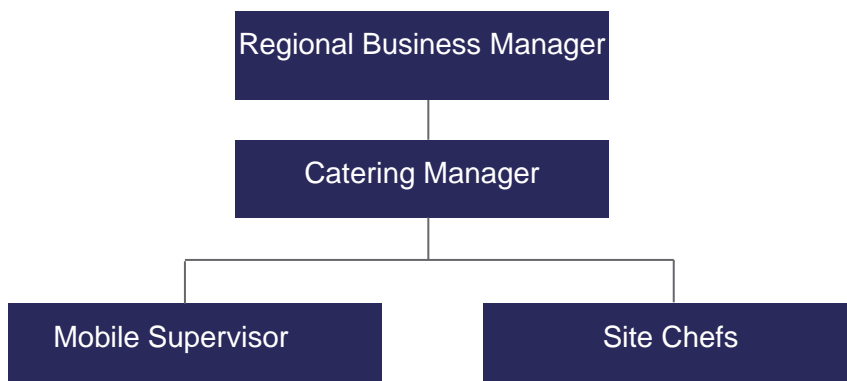 Regional Business Manager
Catering Manager
Mobile Supervisor
Site Chefs